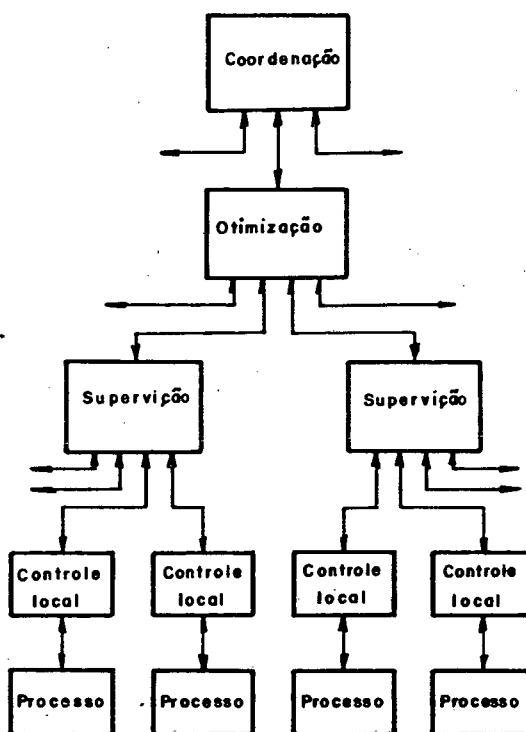 Coordenação
Otimização
Supervição
Supervição
Controle
local
Controle
local
Controle
local
Controle
local
Processo
Processo
Processo
Processo